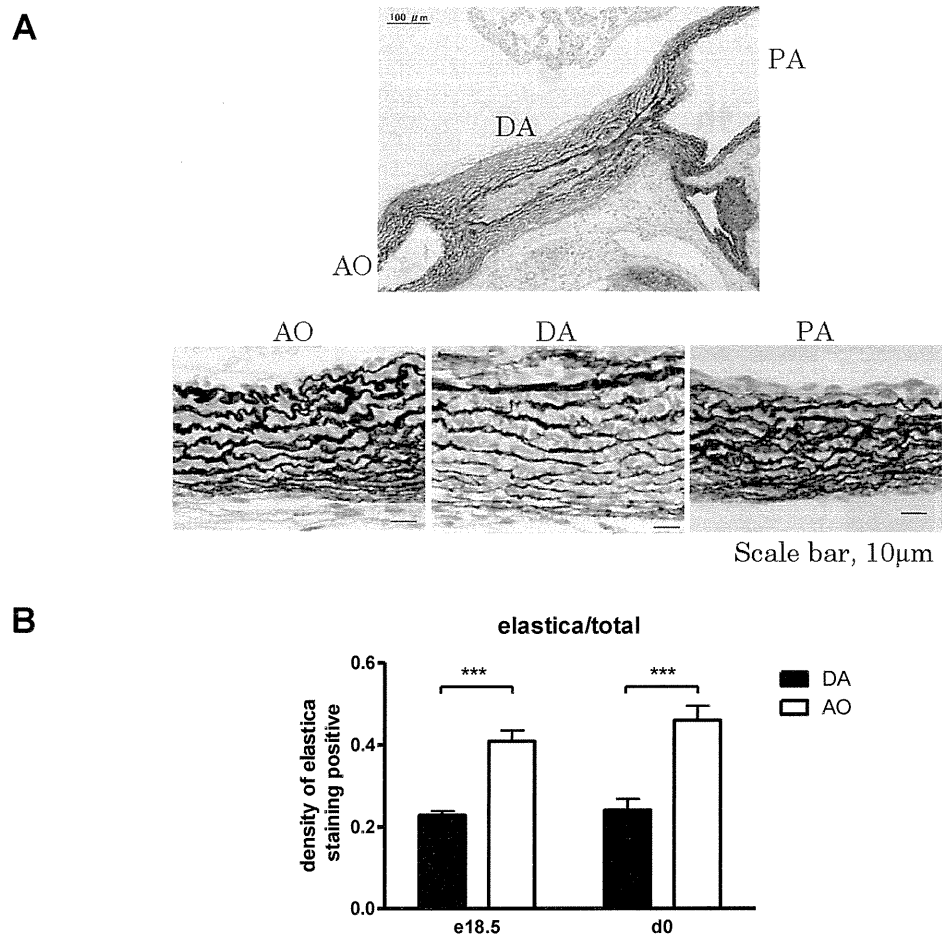 A
100 μm
PA
DA
AO
AO DA PA
Scale bar, 10μm
B
elastica/total
density of elastica
staining positive
0.6
0.4
0.2
0.0
*** ***
DA
AO
e18.5 d0